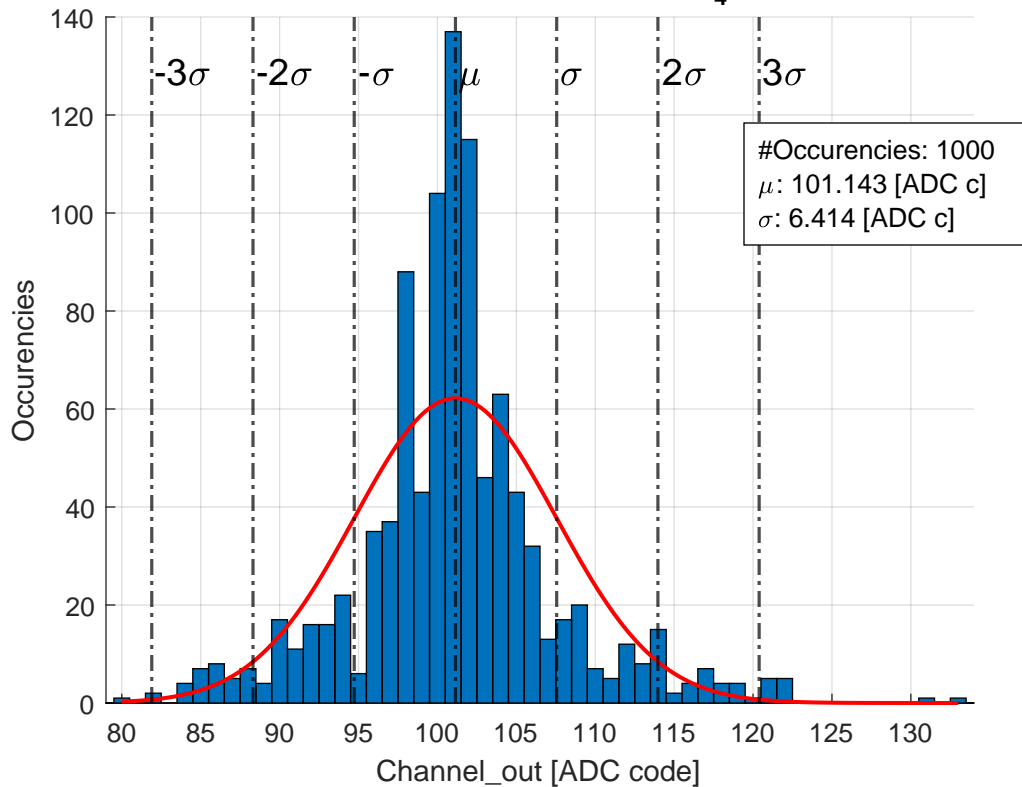 4
140
120
100
80
60
40
20
0
-3σ
-2σ
-σ
μ
σ
2σ
3σ
#Occurencies: 1000
μ: 101.143 [ADC c]
σ: 6.414 [ADC c]
Occurencies
80
85
90
95
100
105
110
115
120
125
130
Channel_out [ADC code]